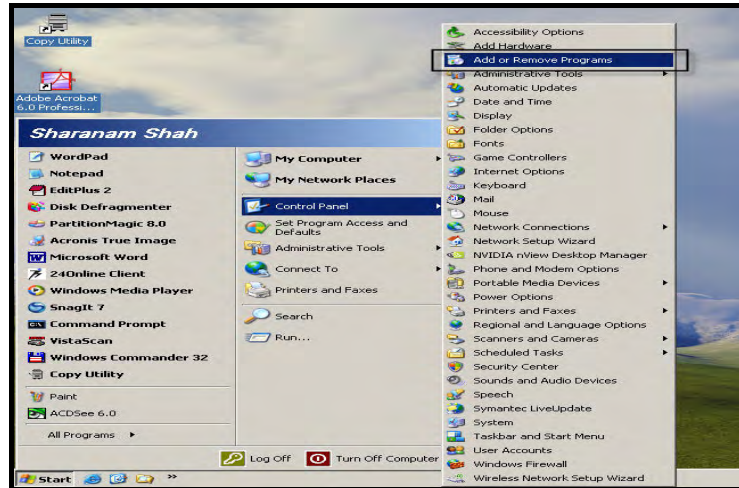 Copy Utility
Adobe Acrobat
6.0 Professi...
Sharanam Shah
WordPad
Notepad
EditPlus 2
Disk Defragmenter
PartitionMagic 8.0
Acronis True Image
Microsoft Word
24Online Client
Windows Media Player
SnagIt 7
Command Prompt
VistaScan
Windows Commander 32
Copy Utility
Paint
ACDSee 6.0
All Programs
My Computer
My Network Places
Control Panel
Set Program Access and
Defaults
Administrative Tools
Connect To
Printers and Faxes
Search
Run...
Log Off
Turn Off Computer
Start
Accessibility Options
Add Hardware
Add or Remove Programs
Administrative Tools
Automatic Updates
Date and Time
Display
Folder Options
Fonts
Game Controllers
Internet Options
Keyboard
Mail
Mouse
Network Connections
Network Setup Wizard
NVIDIA nView Desktop Manager
Phone and Modem Options
Portable Media Devices
Power Options
Printers and Faxes
Regional and Language Options
Scanners and Cameras
Scheduled Tasks
Security Center
Sounds and Audio Devices
Speech
Symantec LiveUpdate
System
Taskbar and Start Menu
User Accounts
Windows Firewall
Wireless Network Setup Wizard